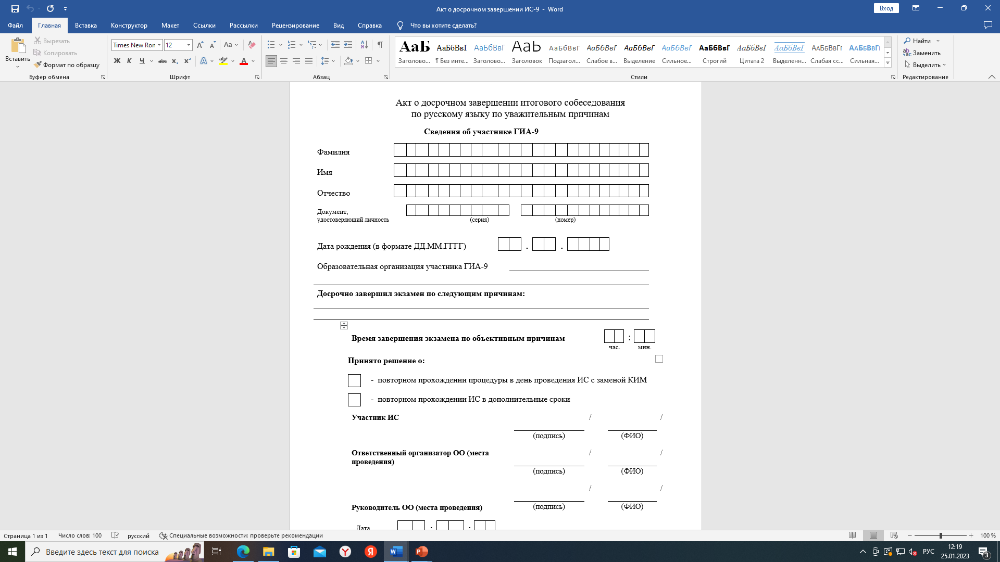 Акт о досрочном завершении ИС-9 - Word
Вход
Файл Главная Вставка Конструктор Макет Ссылки Рассылки Рецензирование Вид Справка Что вы хотите сделать?
Вставить
Вырезать
Копировать
Формат по образцу
Буфер обмена
Times New Ron 12
Aa
Ж К Ч abc x₂ x²
Шрифт
Абзац
АаБ АаБбВвІ АаБбВвГ АаЬ АаБбВвГ АаБбВвГ АаБбВвГ АаБбВвГ АаБбВвГ АаБбВвІ АаБбВвІ АаБбВвГг АаБбВвГг
Заголово... ¶ Без инте... Заголово... Заголовок Подзагол... Слабое в... Выделение Сильное... Строгий Цитата 2 Выделенн... Слабая сс... Сильная...
Стили
Найти
Заменить
Выделить
Редактирование
Акт о досрочном завершении итогового собеседования
по русскому языку по уважительным причинам
Сведения об участнике ГИА-9
Фамилия
Имя
Отчество
Документ,
удостоверяющий личность
(серия) (номер)
Дата рождения (в формате ДД.ММ.ГГГГ) . .
Образовательная организация участника ГИА-9
Досрочно завершил экзамен по следующим причинам:
Время завершения экзамена по объективным причинам :
час. мин.
Принято решение о:
- повторном прохождении процедуры в день проведения ИС с заменой КИМ
- повторном прохождении ИС в дополнительные сроки
Участник ИС / /
(подпись) (ФИО)
Ответственный организатор ОО (места
проведения) / /
(подпись) (ФИО)
/ /
Руководитель ОО (места проведения) (подпись) (ФИО)
Дата . .
Страница 1 из 1 Число слов: 100 русский Специальные возможности: проверьте рекомендации 100 %
Введите здесь текст для поиска
РУС
12:19
25.01.2023
3